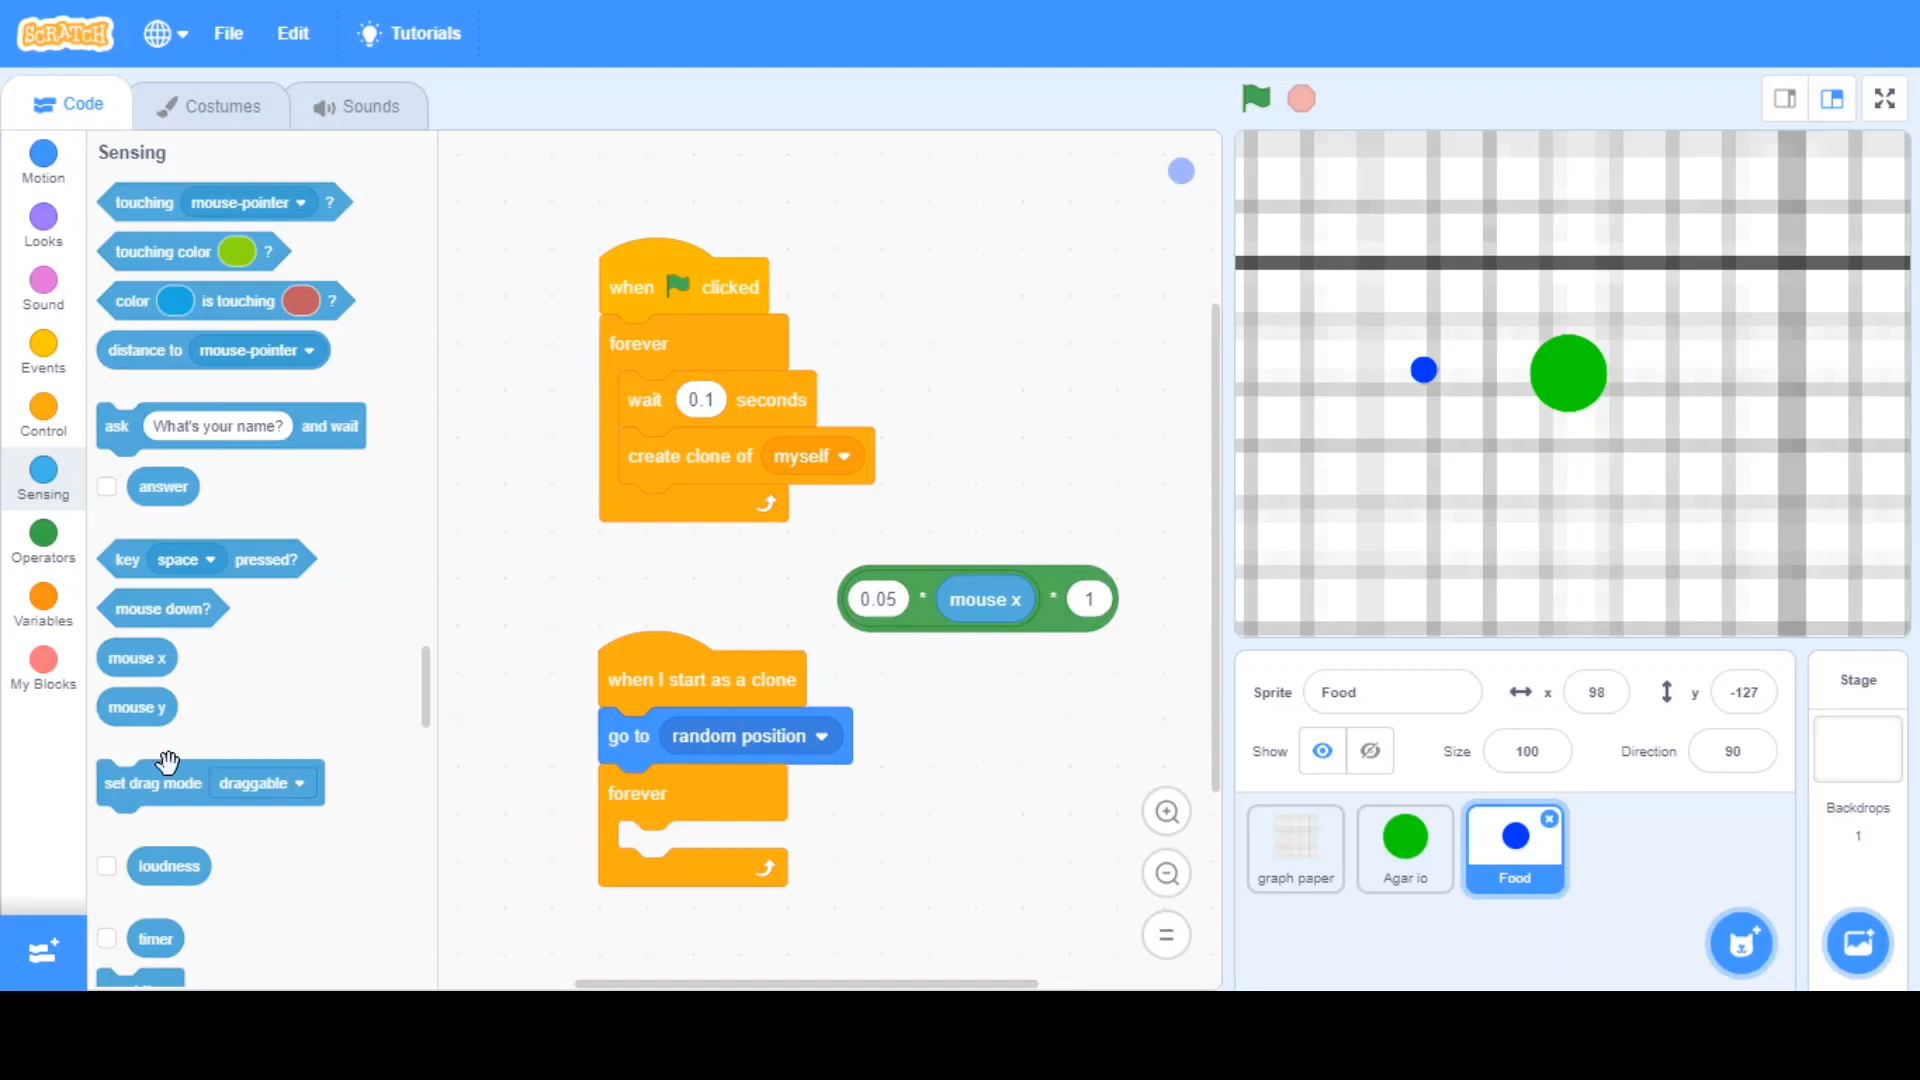 SCRATCH File Edit Tutorials
Code Costumes Sounds
Motion
Looks
Sound
Events
Control
Sensing
Operators
Variables
My Blocks
Sensing
touching mouse-pointer ?
touching color ?
color is touching ?
distance to mouse-pointer
ask What's your name? and wait
answer
key space pressed?
mouse down?
mouse x
mouse y
set drag mode draggable
loudness
timer
when clicked
forever
wait 0.1 seconds
create clone of myself
0.05 * mouse x * 1
when I start as a clone
go to random position
forever
Sprite Food x 98 y -127
Show Size 100 Direction 90
graph paper Agar io Food
Stage
Backdrops
1